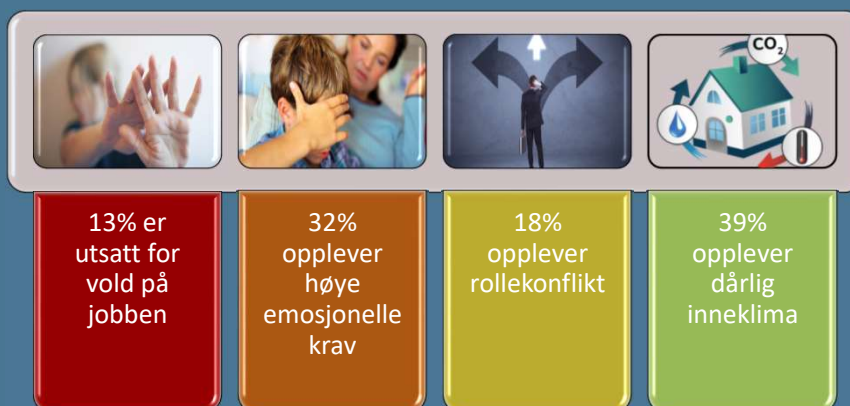 CO2
13% er
utsatt for
vold på
jobben
32%
opplever
høye
emosjonelle
krav
18%
opplever
rollekonflikt
39%
opplever
dårlig
inneklima